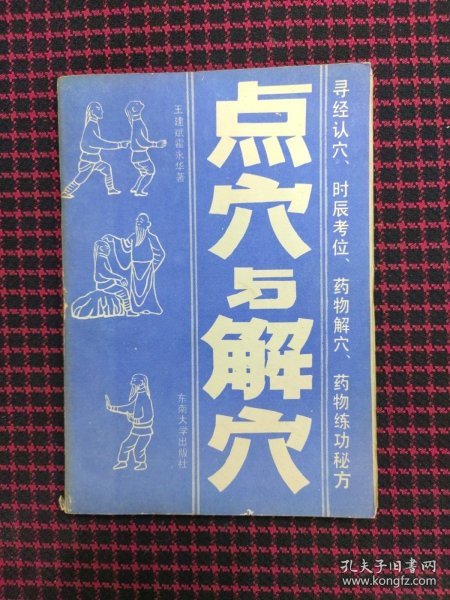 寻经认穴、时辰考位、药物解穴、药物练功秘方
点穴与解穴
王建斌霍永华著
东南大学出版社
孔夫子旧书网
www.kongfz.com